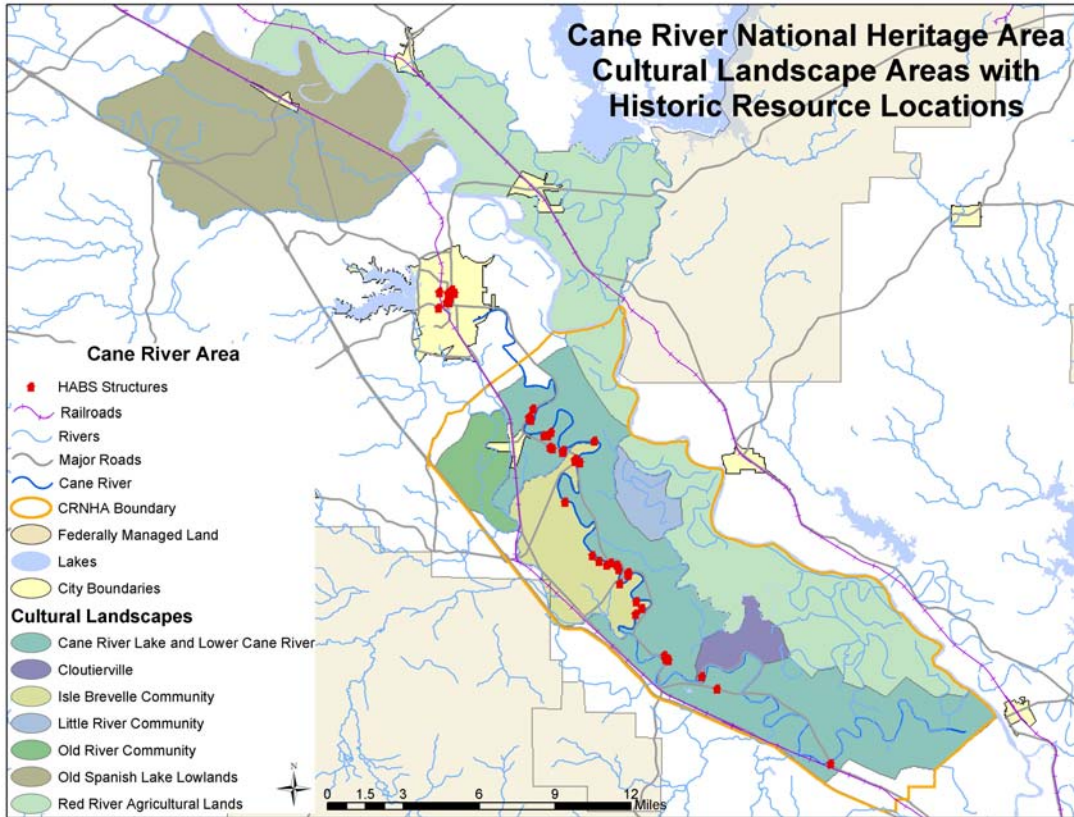 Cane River National Heritage Area
Cultural Landscape Areas with
Historic Resource Locations
Cane River Area
HABS Structures
Railroads
Rivers
Major Roads
Cane River
CRNHA Boundary
Federally Managed Land
Lakes
City Boundaries
Cultural Landscapes
Cane River Lake and Lower Cane River
Cloutierville
Isle Brevelle Community
Little River Community
Old River Community
Old Spanish Lake Lowlands
Red River Agricultural Lands
N
0 1.5 3 6 9 12
Miles